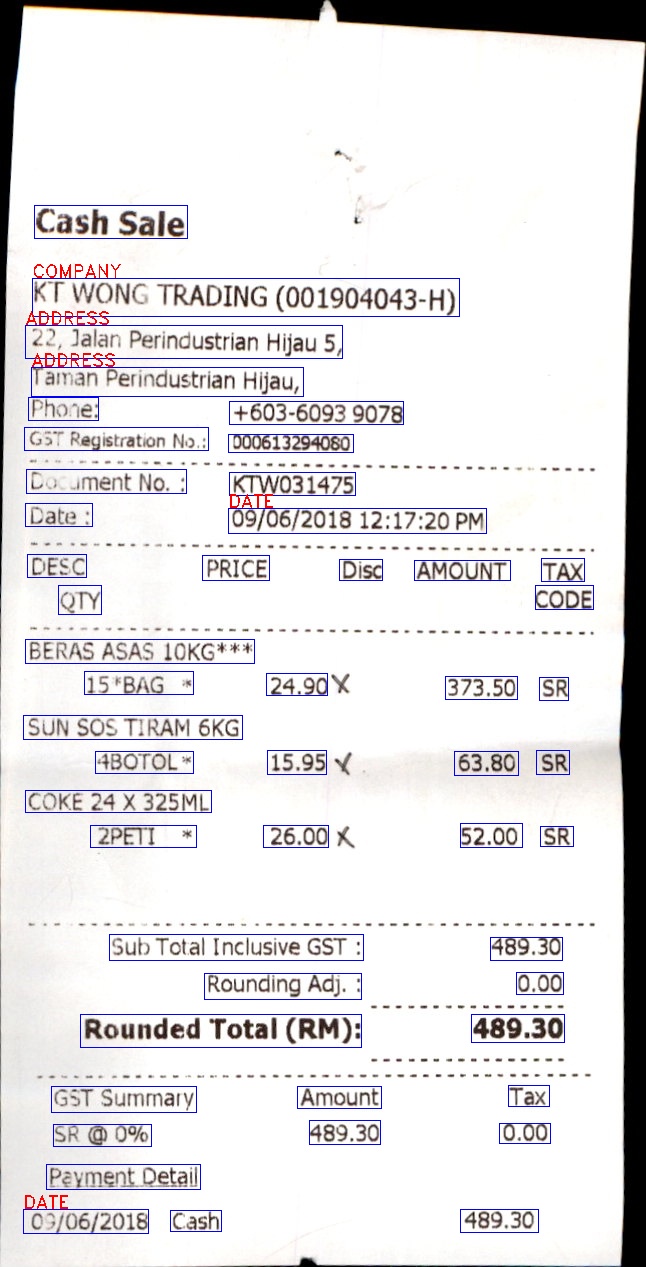 Cash Sale
COMPANY
KT WONG TRADING (001904043-H)
ADDRESS
22, Jalan Perindustrian Hijau 5,
ADDRESS
Taman Perindustrian Hijau,
Phone: +603-6093 9078
GST Registration No.: 000613294080
Document No. : KTW031475
DATE
Date : 09/06/2018 12:17:20 PM
DESC PRICE Disc AMOUNT TAX
QTY CODE
BERAS ASAS 10KG***
15*BAG * 24.90 X 373.50 SR
SUN SOS TIRAM 6KG
4BOTOL * 15.95 X 63.80 SR
COKE 24 X 325ML
2PETI * 26.00 X 52.00 SR
Sub Total Inclusive GST : 489.30
Rounding Adj. : 0.00
Rounded Total (RM): 489.30
GST Summary Amount Tax
SR @ 0% 489.30 0.00
Payment Detail
DATE
09/06/2018 Cash 489.30